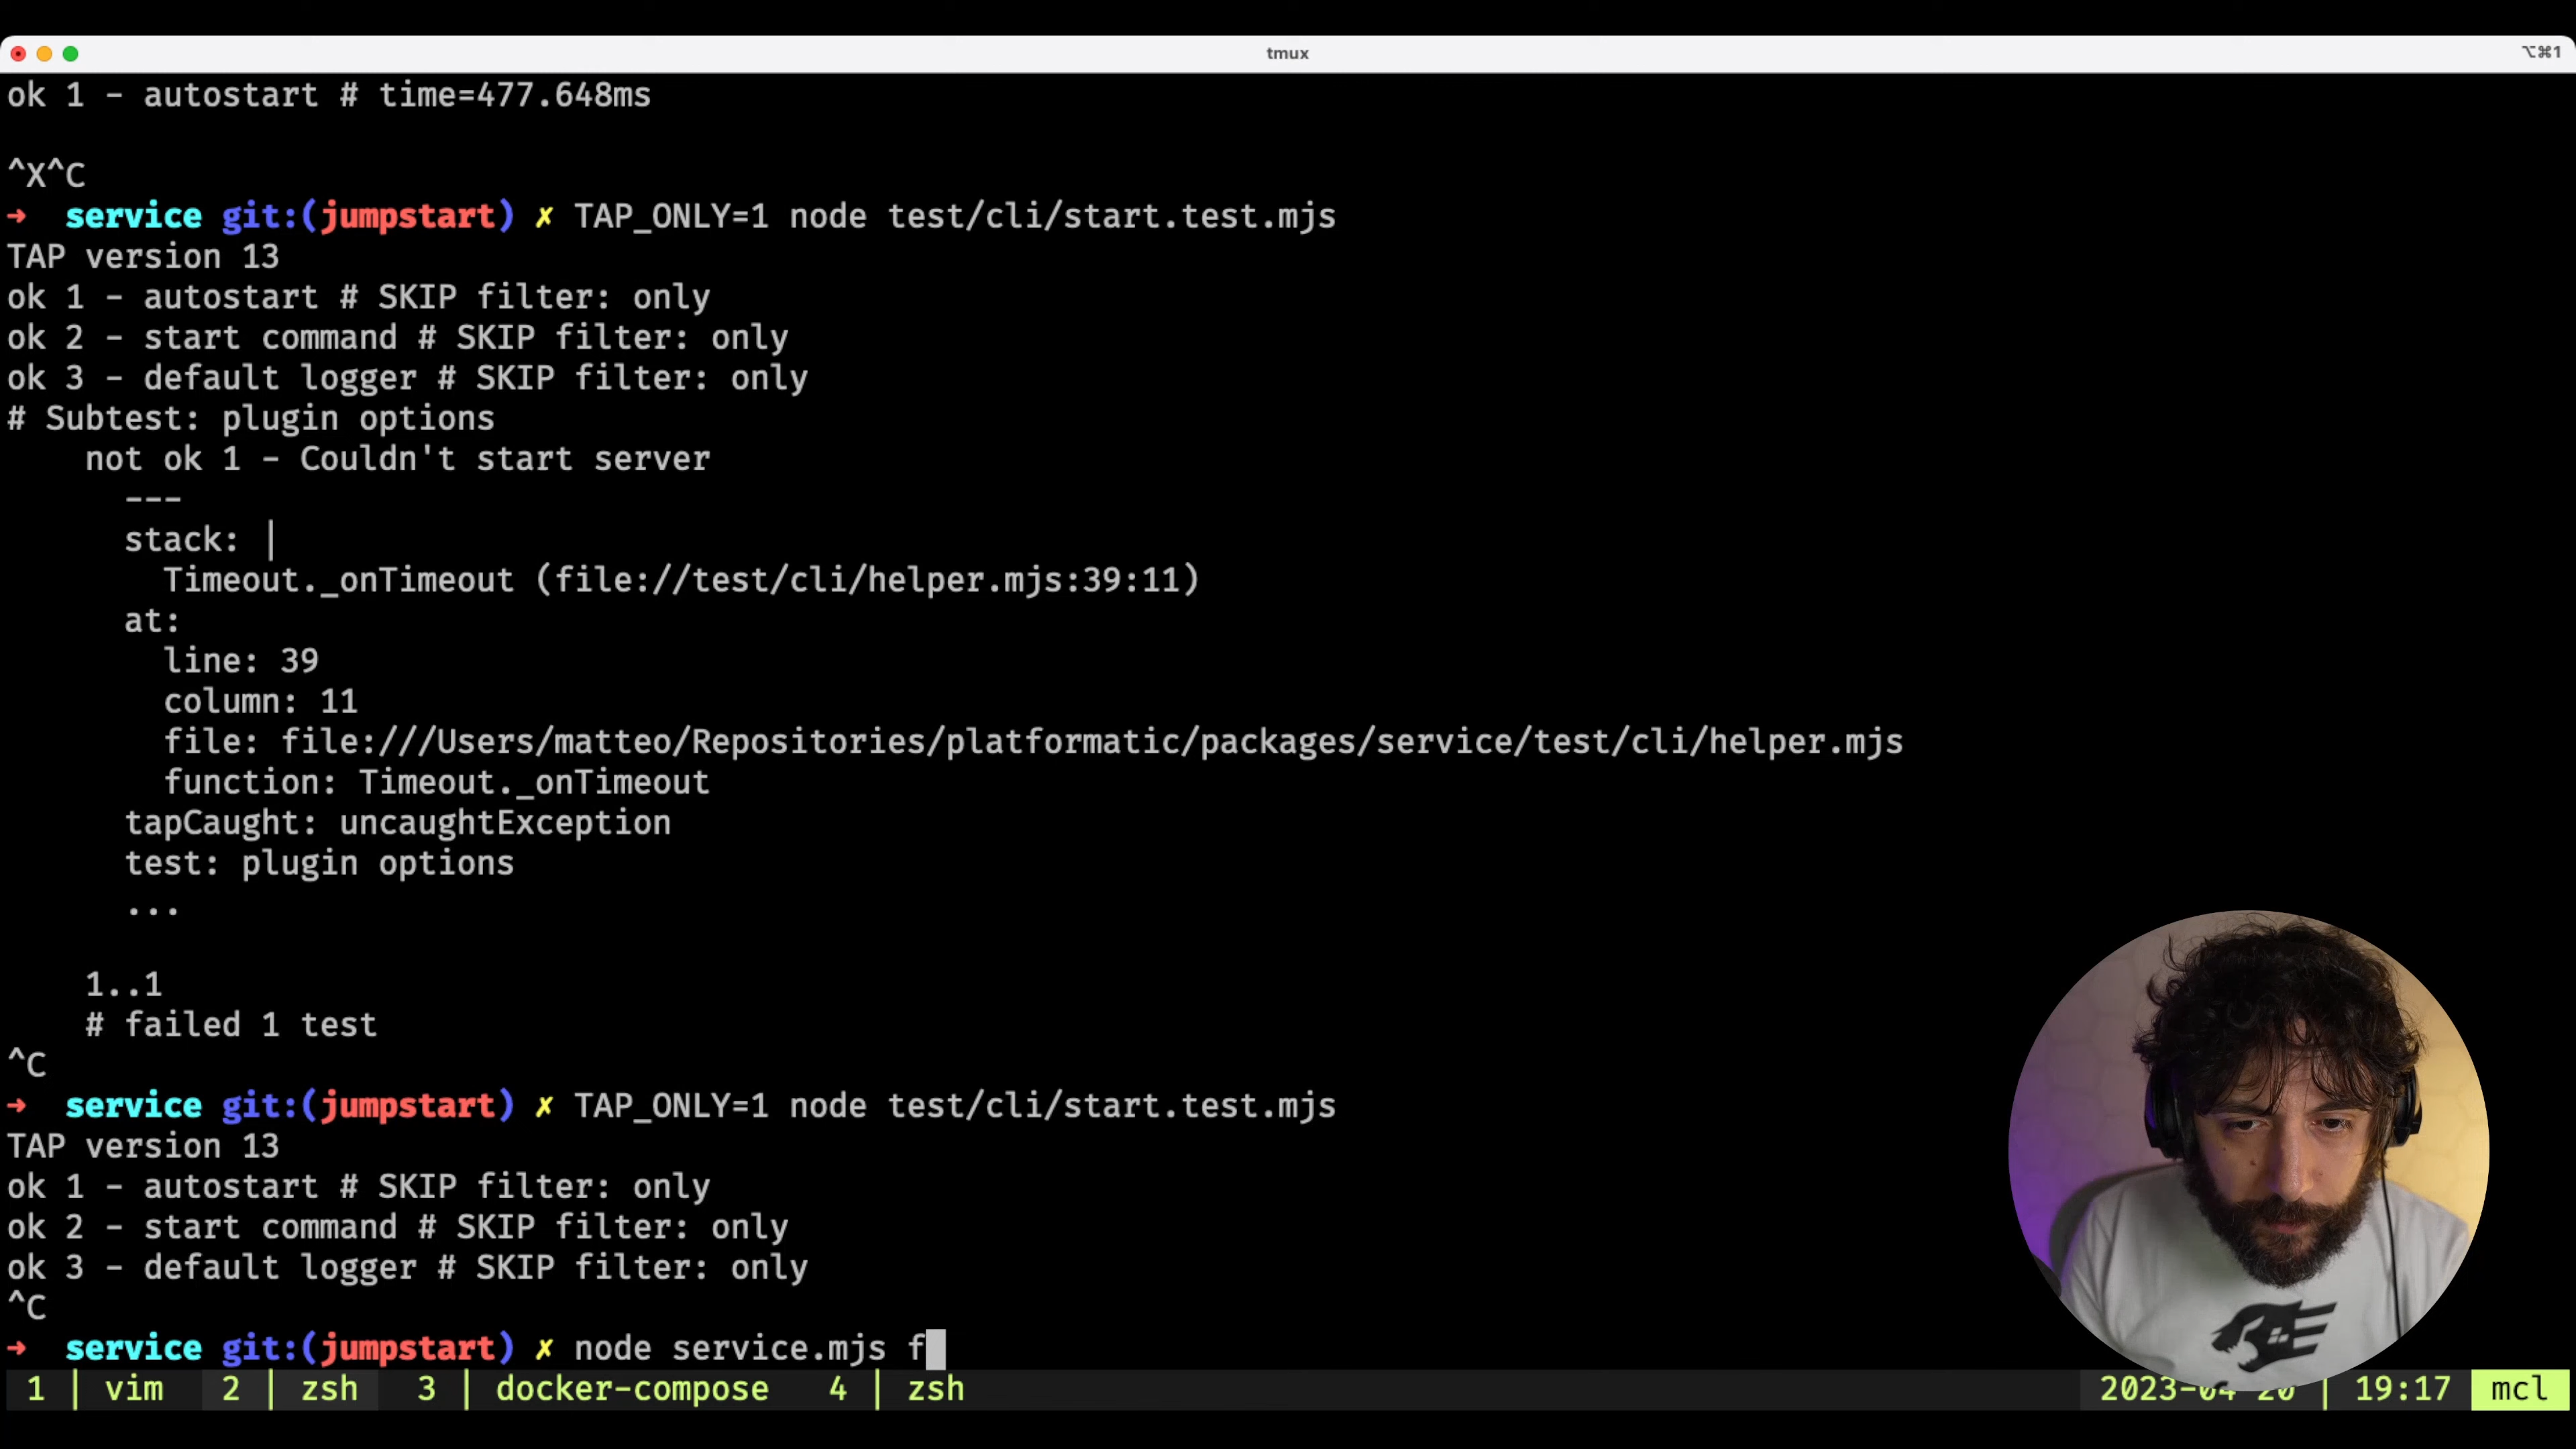 tmux
⌥⌘1
ok 1 - autostart # time=477.648ms
^X^C
➜ service git:(jumpstart) ✗ TAP_ONLY=1 node test/cli/start.test.mjs
TAP version 13
ok 1 - autostart # SKIP filter: only
ok 2 - start command # SKIP filter: only
ok 3 - default logger # SKIP filter: only
# Subtest: plugin options
not ok 1 - Couldn't start server
---
stack: |
Timeout._onTimeout (file://test/cli/helper.mjs:39:11)
at:
line: 39
column: 11
file: file:///Users/matteo/Repositories/platformatic/packages/service/test/cli/helper.mjs
function: Timeout._onTimeout
tapCaught: uncaughtException
test: plugin options
...
1..1
# failed 1 test
^C
➜ service git:(jumpstart) ✗ TAP_ONLY=1 node test/cli/start.test.mjs
TAP version 13
ok 1 - autostart # SKIP filter: only
ok 2 - start command # SKIP filter: only
ok 3 - default logger # SKIP filter: only
^C
➜ service git:(jumpstart) ✗ node service.mjs f
1 | vim 2 | zsh 3 | docker-compose 4 | zsh 2023-04-20 | 19:17 mcl